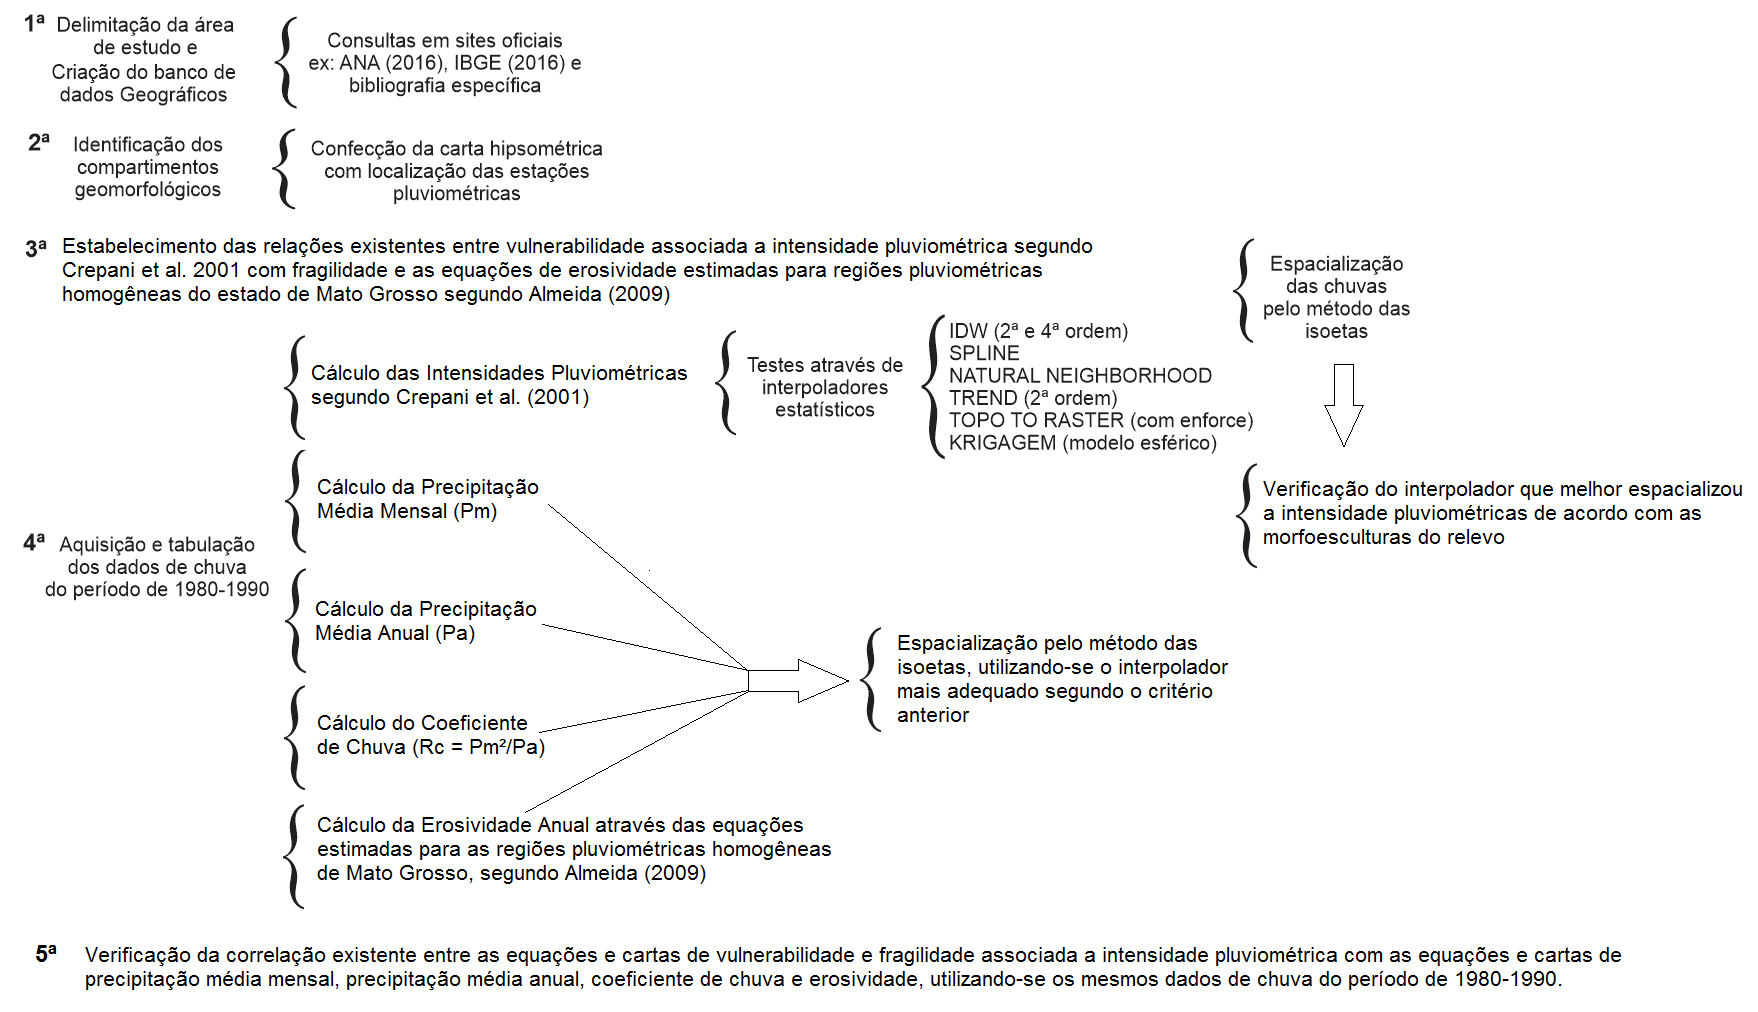 1ª Delimitação da área
de estudo e
Criação do banco de
dados Geográficos
Consultas em sites oficiais
ex: ANA (2016), IBGE (2016) e
bibliografia específica
2ª Identificação dos
compartimentos
geomorfológicos
Confecção da carta hipsométrica
com localização das estações
pluviométricas
3ª Estabelecimento das relações existentes entre vulnerabilidade associada a intensidade pluviométrica segundo
Crepani et al. 2001 com fragilidade e as equações de erosividade estimadas para regiões pluviométricas
homogêneas do estado de Mato Grosso segundo Almeida (2009)
4ª Aquisição e tabulação
dos dados de chuva
do período de 1980-1990
Cálculo das Intensidades Pluviométricas
segundo Crepani et al. (2001)
Testes através de
interpoladores
estatísticos
IDW (2ª e 4ª ordem)
SPLINE
NATURAL NEIGHBORHOOD
TREND (2ª ordem)
TOPO TO RASTER (com enforce)
KRIGAGEM (modelo esférico)
Espacialização
das chuvas
pelo método das
isoetas
Verificação do interpolador que melhor espacializou
a intensidade pluviométricas de acordo com as
morfoesculturas do relevo
Cálculo da Precipitação
Média Mensal (Pm)
Cálculo da Precipitação
Média Anual (Pa)
Cálculo do Coeficiente
de Chuva (Rc = Pm²/Pa)
Cálculo da Erosividade Anual através das equações
estimadas para as regiões pluviométricas homogêneas
de Mato Grosso, segundo Almeida (2009)
Espacialização pelo método das
isoetas, utilizando-se o interpolador
mais adequado segundo o critério
anterior
5ª Verificação da correlação existente entre as equações e cartas de vulnerabilidade e fragilidade associada a intensidade pluviométrica com as equações e cartas de
precipitação média mensal, precipitação média anual, coeficiente de chuva e erosividade, utilizando-se os mesmos dados de chuva do período de 1980-1990.